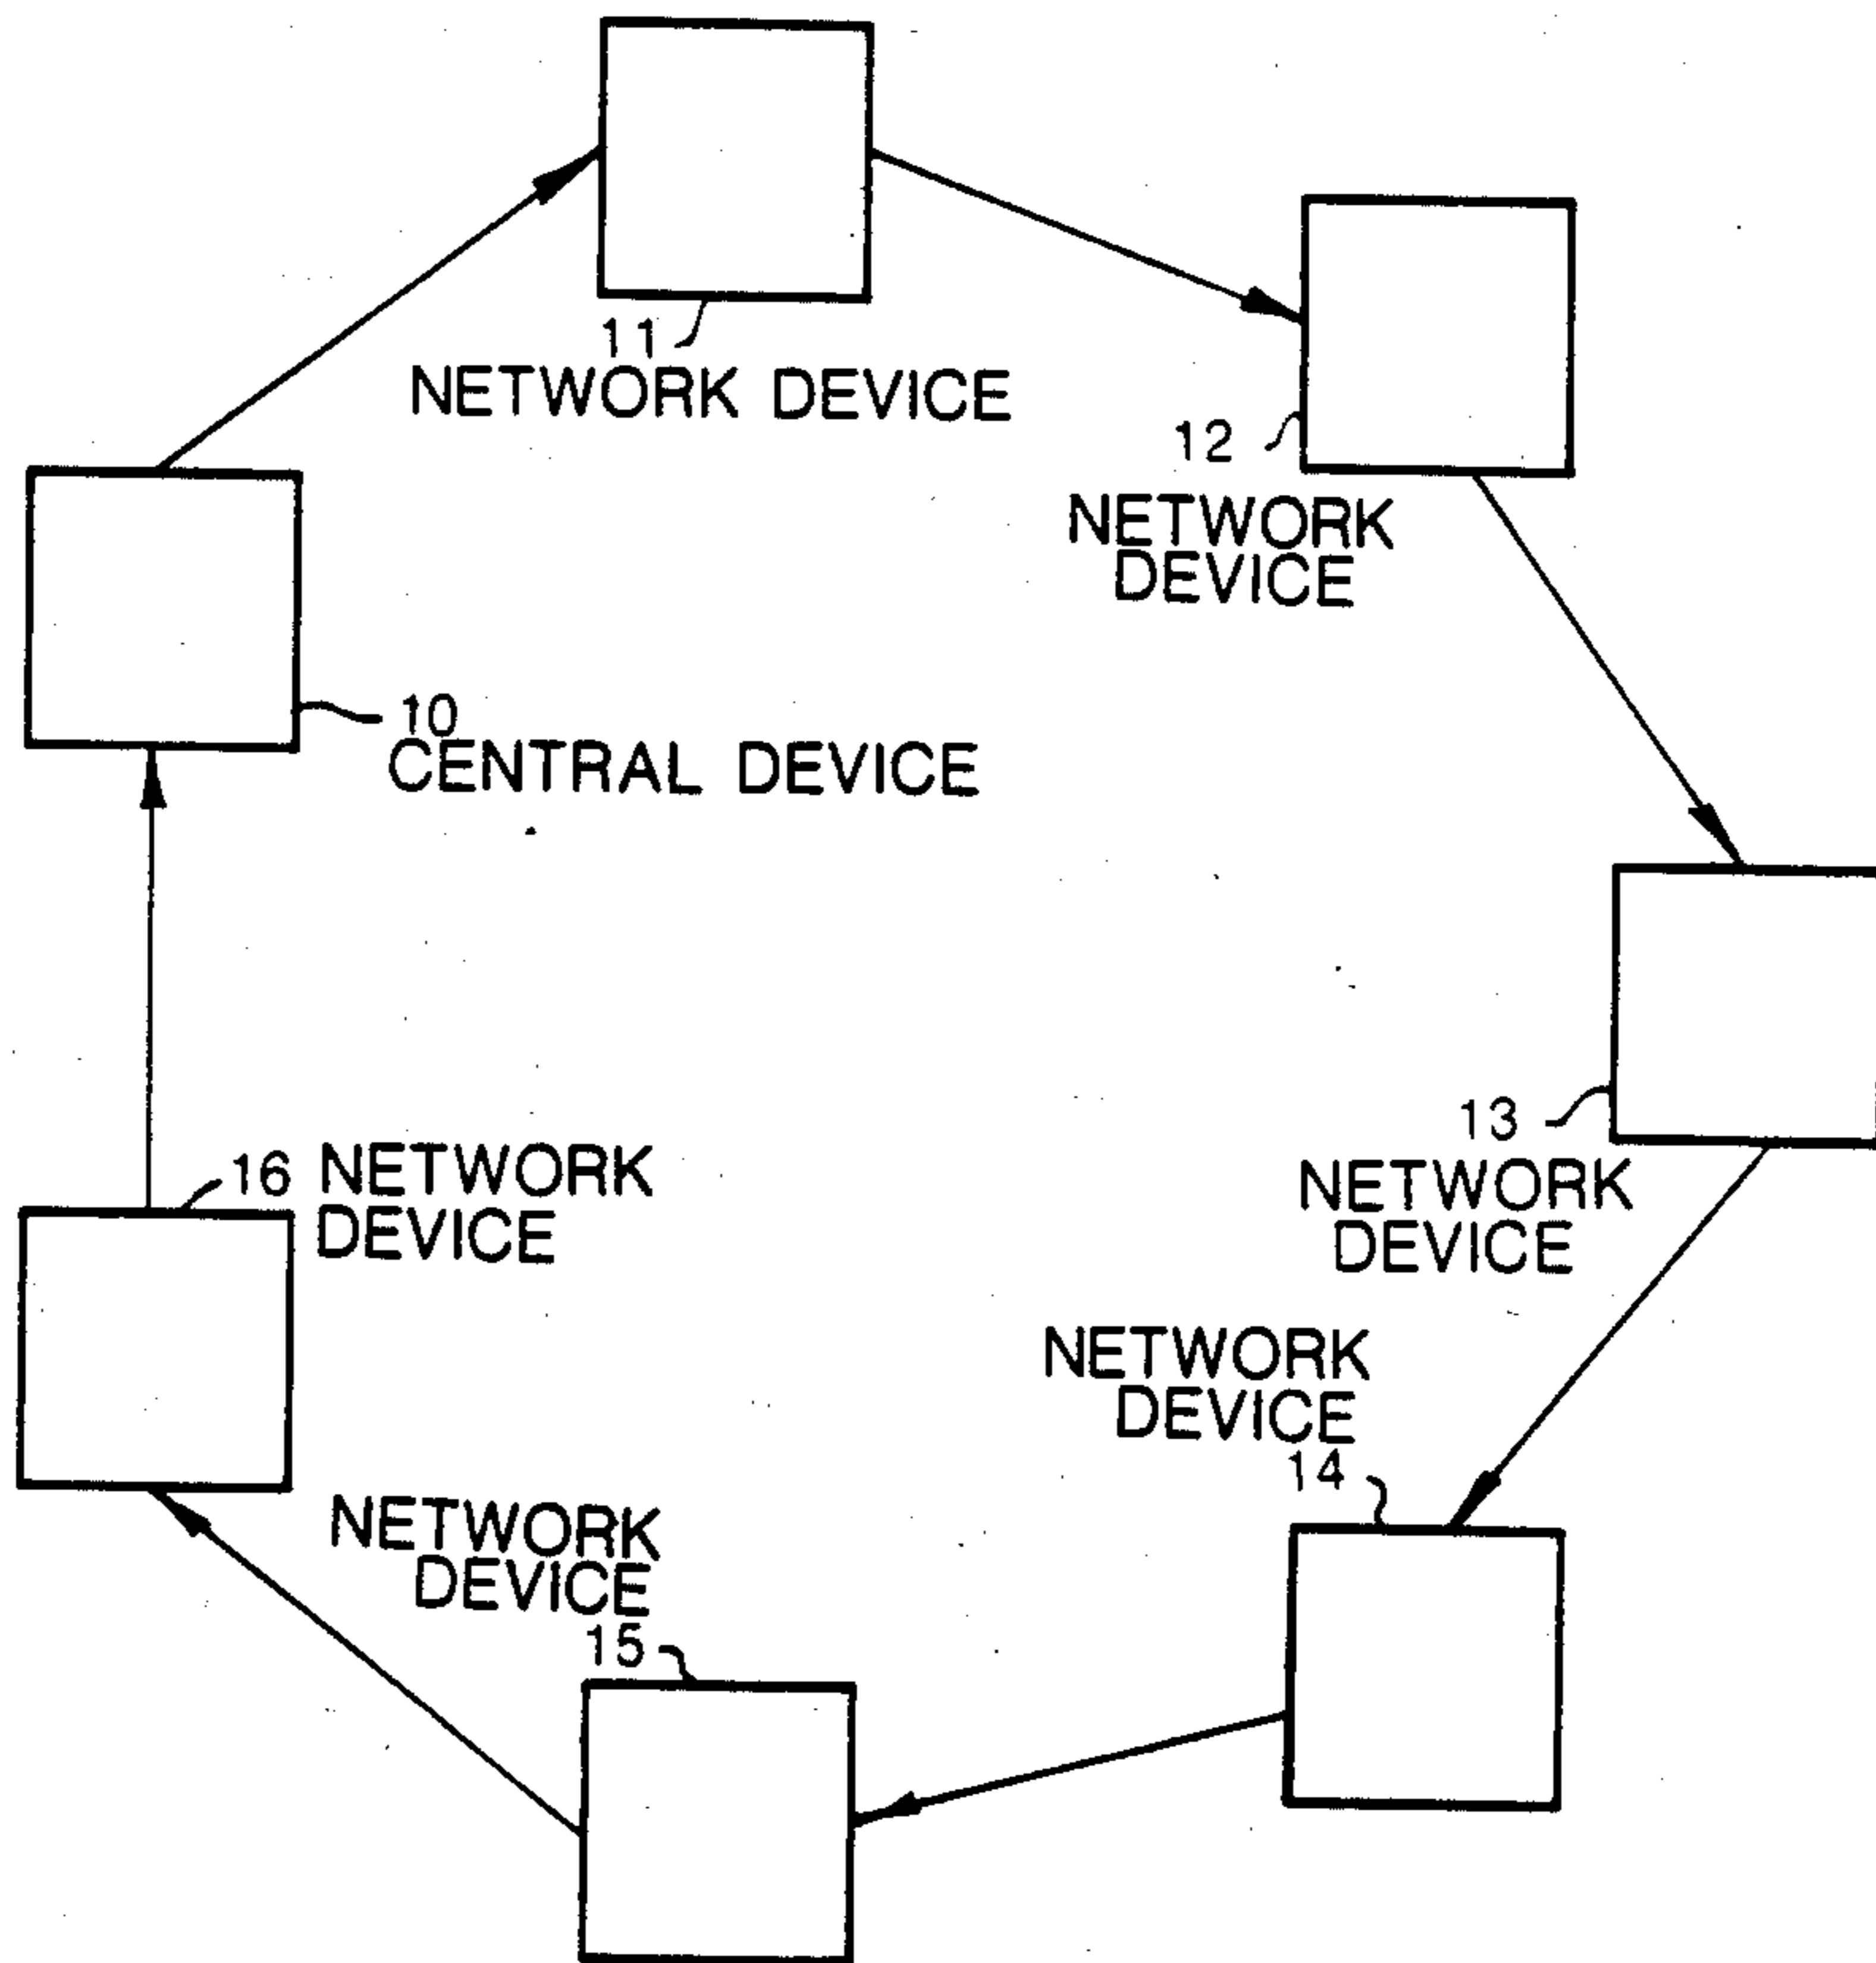 11
NETWORK DEVICE
12
NETWORK
DEVICE
10
CENTRAL DEVICE
13
NETWORK
DEVICE
16 NETWORK
DEVICE
NETWORK
DEVICE
14
NETWORK
DEVICE
15